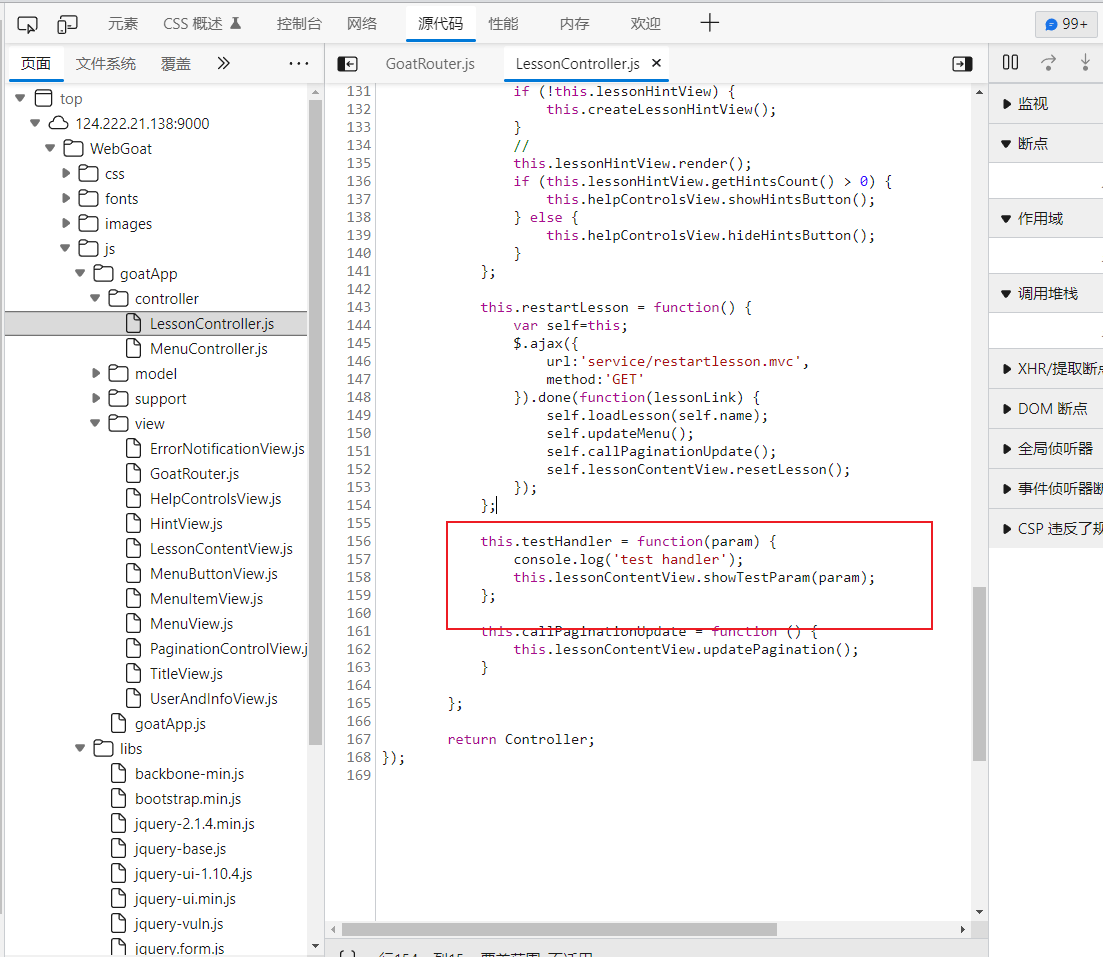 元素 CSS 概述 控制台 网络 源代码 性能 内存 欢迎 99+
页面 文件系统 覆盖
GoatRouter.js LessonController.js
top
124.222.21.138:9000
WebGoat
css
fonts
images
js
goatApp
controller
LessonController.js
MenuController.js
model
support
view
ErrorNotificationView.js
GoatRouter.js
HelpControlsView.js
HintView.js
LessonContentView.js
MenuButtonView.js
MenuItemView.js
MenuView.js
PaginationControlView.j
TitleView.js
UserAndInfoView.js
goatApp.js
libs
backbone-min.js
bootstrap.min.js
jquery-2.1.4.min.js
jquery-base.js
jquery-ui-1.10.4.js
jquery-ui.min.js
jquery-vuln.js
jquery.form.js
131 if (!this.lessonHintView) {
132 this.createLessonHintView();
133 }
134 //
135 this.lessonHintView.render();
136 if (this.lessonHintView.getHintsCount() > 0) {
137 this.helpControlsView.showHintsButton();
138 } else {
139 this.helpControlsView.hideHintsButton();
140 }
141 };
142
143 this.restartLesson = function() {
144 var self=this;
145 $.ajax({
146 url:'service/restartlesson.mvc',
147 method:'GET'
148 }).done(function(lessonLink) {
149 self.loadLesson(self.name);
150 self.updateMenu();
151 self.callPaginationUpdate();
152 self.lessonContentView.resetLesson();
153 });
154 };
155
156 this.testHandler = function(param) {
157 console.log('test handler');
158 this.lessonContentView.showTestParam(param);
159 };
160
161 this.callPaginationUpdate = function () {
162 this.lessonContentView.updatePagination();
163 }
164
165 };
166
167 return Controller;
168 });
169
行154，列15 覆盖范围: 不适用
监视
断点
作用域
调用堆栈
XHR/提取断点
DOM 断点
全局侦听器
事件侦听器断
CSP 违反了规